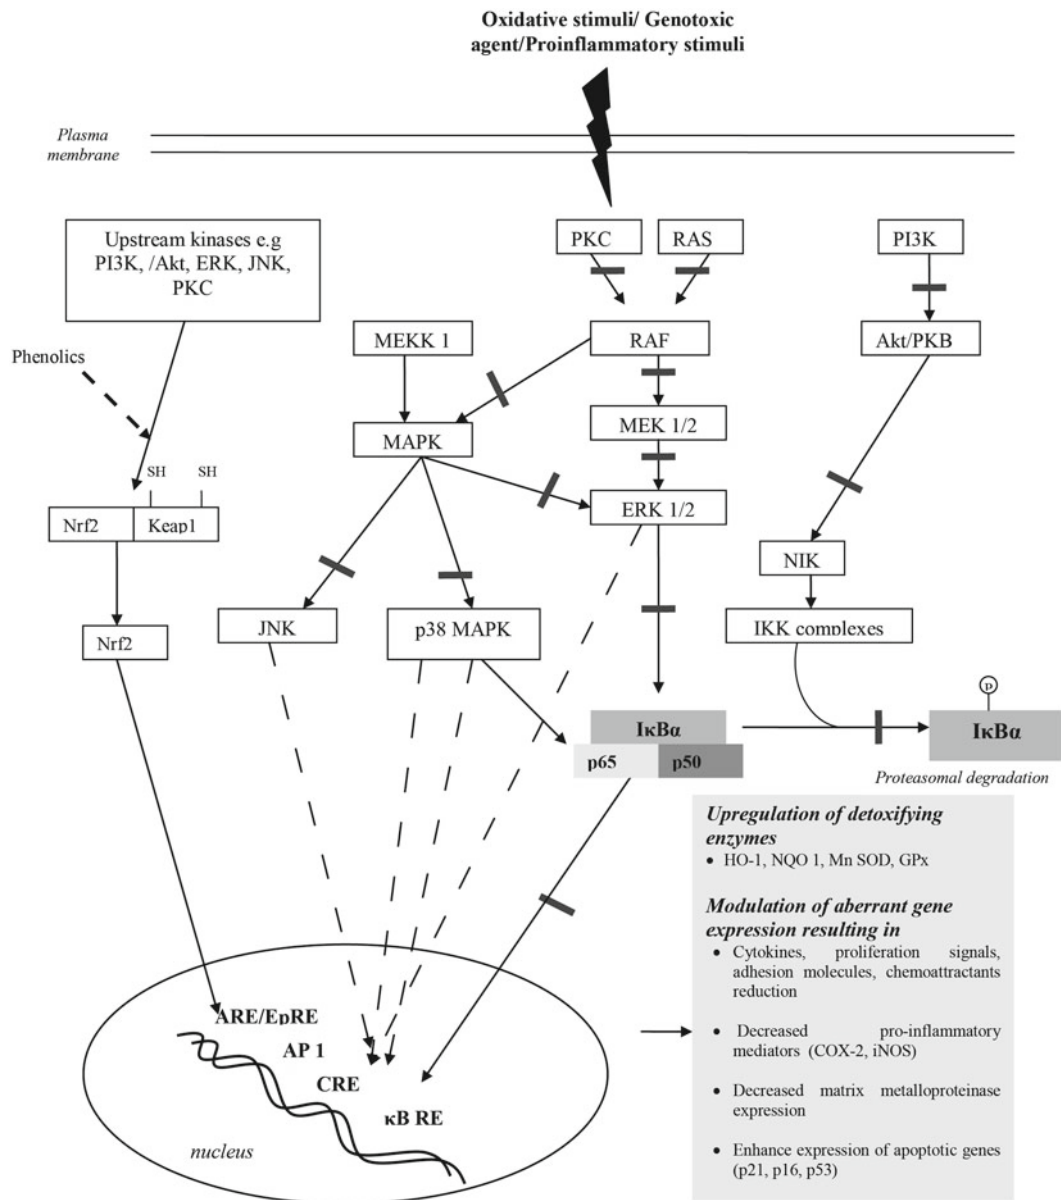 Oxidative stimuli/ Genotoxic
agent/Proinflammatory stimuli
Plasma
membrane
Upstream kinases e.g
PI3K, /Akt, ERK, JNK,
PKC
PKC
RAS
PI3K
Phenolics
MEKK 1
RAF
Akt/PKB
MAPK
MEK 1/2
SH
SH
Nrf2
Keap1
ERK 1/2
NIK
Nrf2
JNK
p38 MAPK
IKK complexes
P
IκBα
IκBα
p65
p50
Proteasomal degradation
Upregulation of detoxifying
enzymes
• HO-1, NQO 1, Mn SOD, GPx
Modulation of aberrant gene
expression resulting in
• Cytokines, proliferation signals,
adhesion molecules, chemoattractants
reduction
• Decreased pro-inflammatory
mediators (COX-2, iNOS)
• Decreased matrix metalloproteinase
expression
• Enhance expression of apoptotic genes
(p21, p16, p53)
ARE/EpRE
AP 1
CRE
κB RE
nucleus